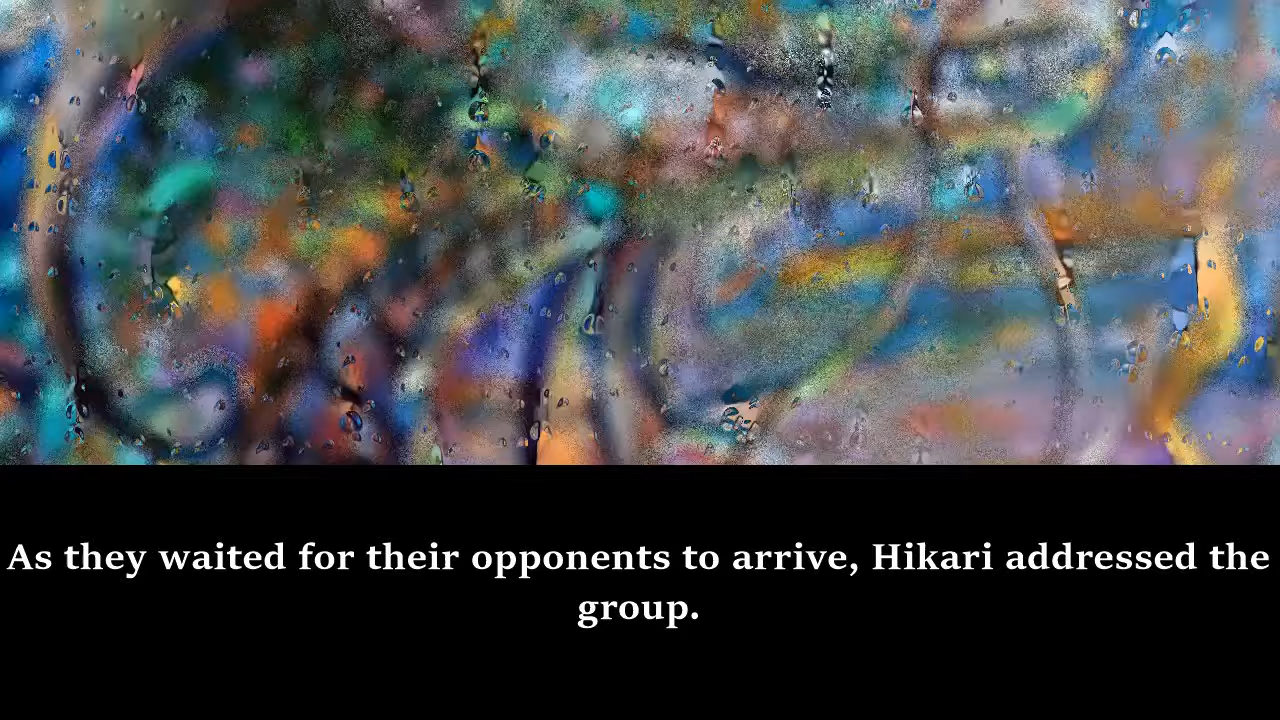 As they waited for their opponents to arrive, Hikari addressed the
group.